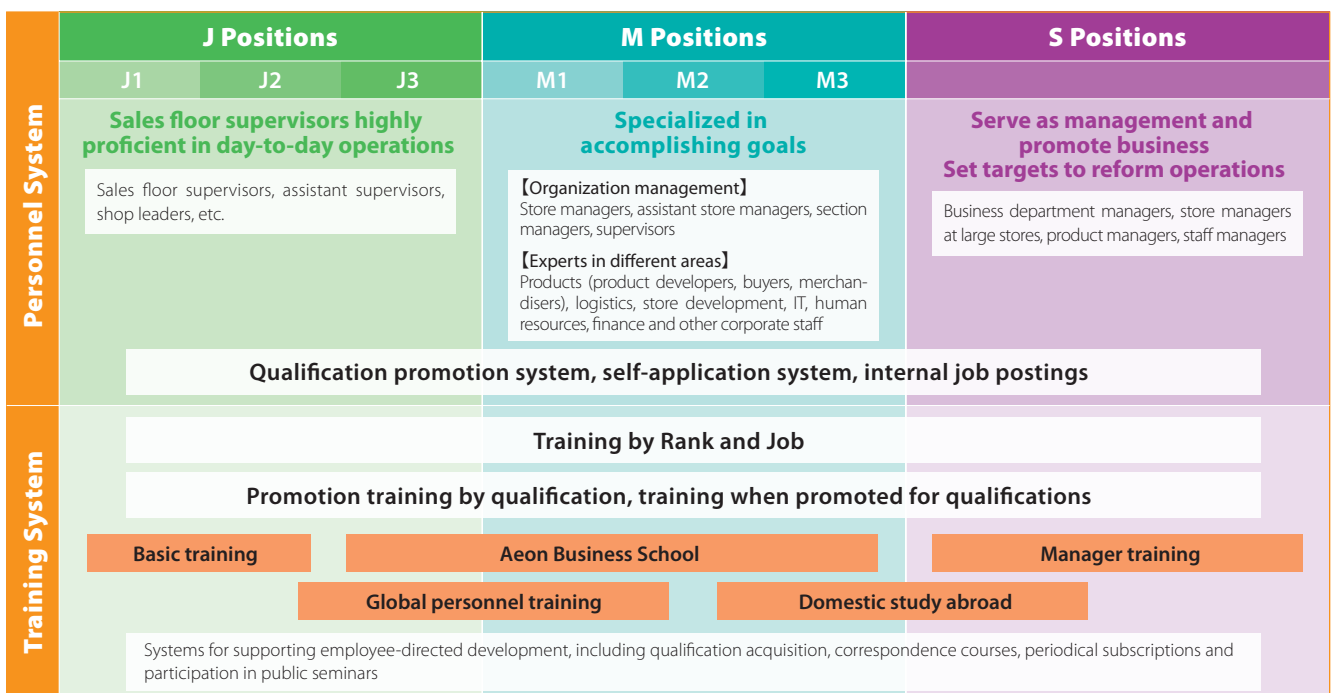 J Positions
M Positions
S Positions
J1
J2
J3
M1
M2
M3
Personnel System
Sales floor supervisors highly
proficient in day-to-day operations
Sales floor supervisors, assistant supervisors,
shop leaders, etc.
Specialized in
accomplishing goals
【Organization management】
Store managers, assistant store managers, section
managers, supervisors
【Experts in different areas】
Products (product developers, buyers, merchan-
disers), logistics, store development, IT, human
resources, finance and other corporate staff
Serve as management and
promote business
Set targets to reform operations
Business department managers, store managers
at large stores, product managers, staff managers
Qualification promotion system, self-application system, internal job postings
Training System
Training by Rank and Job
Promotion training by qualification, training when promoted for qualifications
Basic training
Aeon Business School
Manager training
Global personnel training
Domestic study abroad
Systems for supporting employee-directed development, including qualification acquisition, correspondence courses, periodical subscriptions and
participation in public seminars